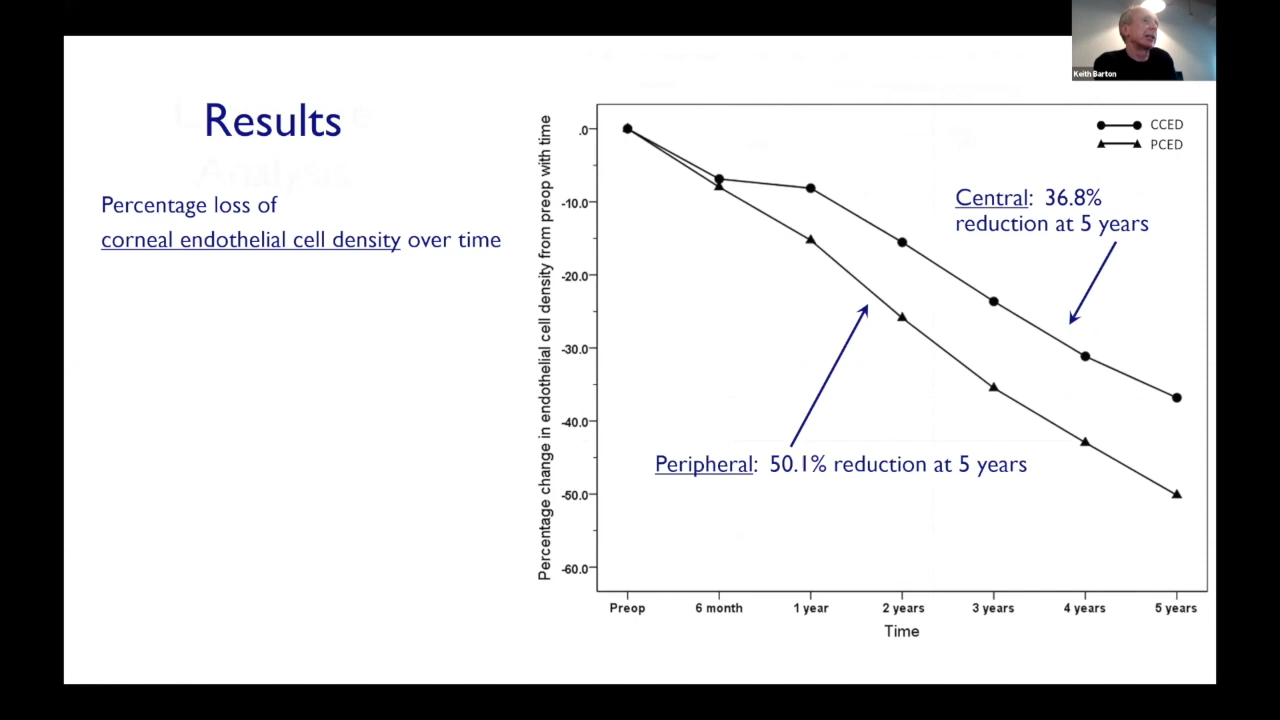 Keith Barton
Results
Percentage loss of
corneal endothelial cell density over time
Percentage change in endothelial cell density from preop with time
.0
-10.0
-20.0
-30.0
-40.0
-50.0
-60.0
CCED
PCED
Central: 36.8%
reduction at 5 years
Peripheral: 50.1% reduction at 5 years
Preop 6 month 1 year 2 years 3 years 4 years 5 years
Time